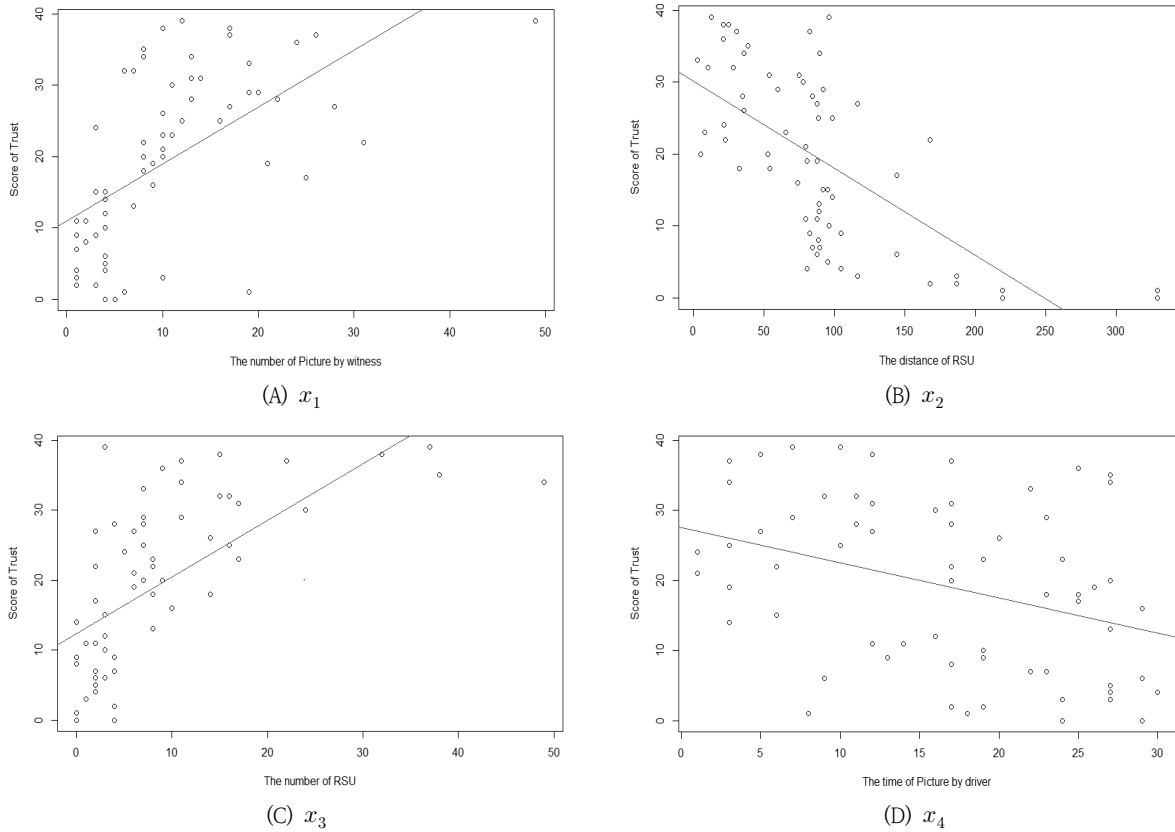 40
30
20
10
0
Score of Trust
0 10 20 30 40 50
The number of Picture by witness
(A) x₁
40
30
20
10
0
Score of Trust
0 50 100 150 200 250 300
The distance of RSU
(B) x₂
40
30
20
10
0
Score of Trust
0 10 20 30 40 50
The number of RSU
(C) x₃
40
30
20
10
0
Score of Trust
0 5 10 15 20 25 30
The time of Picture by driver
(D) x₄